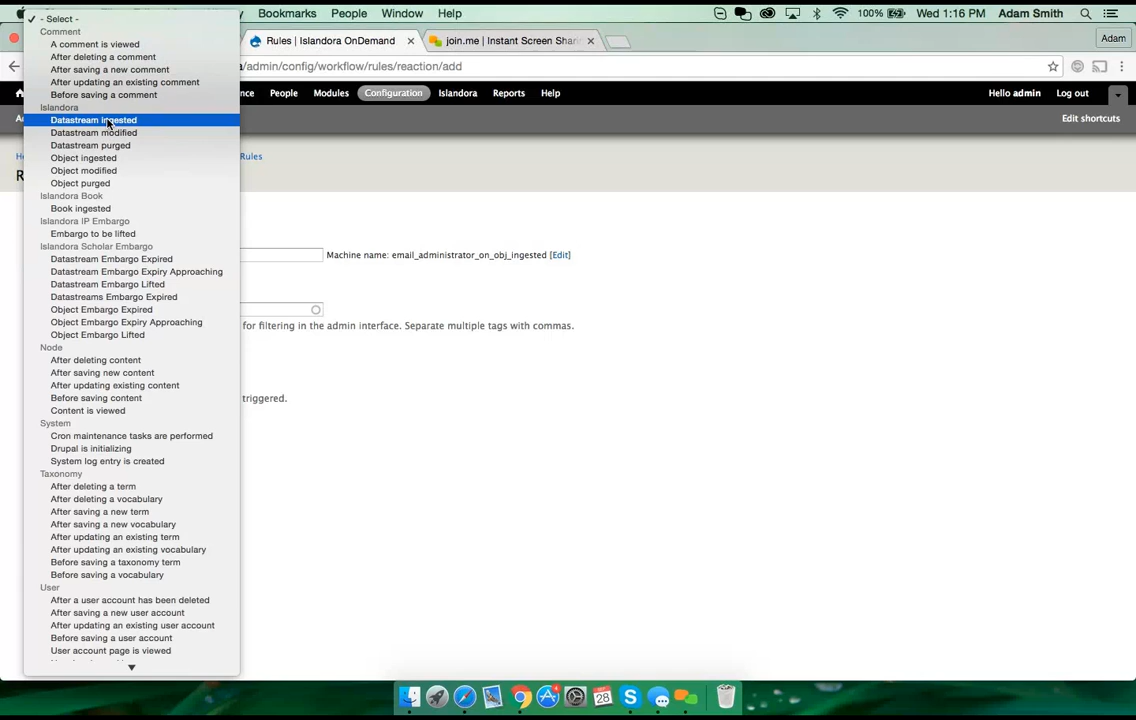 Bookmarks People Window Help 100% Wed 1:16 PM Adam Smith
Rules | Islandora OnDemand × join.me | Instant Screen Shar × Adam
a/admin/config/workflow/rules/reaction/add
nce People Modules Configuration Islandora Reports Help Hello admin Log out
Edit shortcuts
Rules
R
- Select -
Comment
A comment is viewed
After deleting a comment
After saving a new comment
After updating an existing comment
Before saving a comment
Islandora
Datastream ingested
Datastream modified
Datastream purged
Object ingested
Object modified
Object purged
Islandora Book
Book ingested
Islandora IP Embargo
Embargo to be lifted
Islandora Scholar Embargo
Datastream Embargo Expired
Datastream Embargo Expiry Approaching
Datastream Embargo Lifted
Datastreams Embargo Expired
Object Embargo Expired
Object Embargo Expiry Approaching
Object Embargo Lifted
Node
After deleting content
After saving new content
After updating existing content
Before saving content
Content is viewed
System
Cron maintenance tasks are performed
Drupal is initializing
System log entry is created
Taxonomy
After deleting a term
After deleting a vocabulary
After saving a new term
After saving a new vocabulary
After updating an existing term
After updating an existing vocabulary
Before saving a taxonomy term
Before saving a vocabulary
User
After a user account has been deleted
After saving a new user account
After updating an existing user account
Before saving a user account
User account page is viewed
Machine name: email_administrator_on_obj_ingested [Edit]
for filtering in the admin interface. Separate multiple tags with commas.
triggered.
28